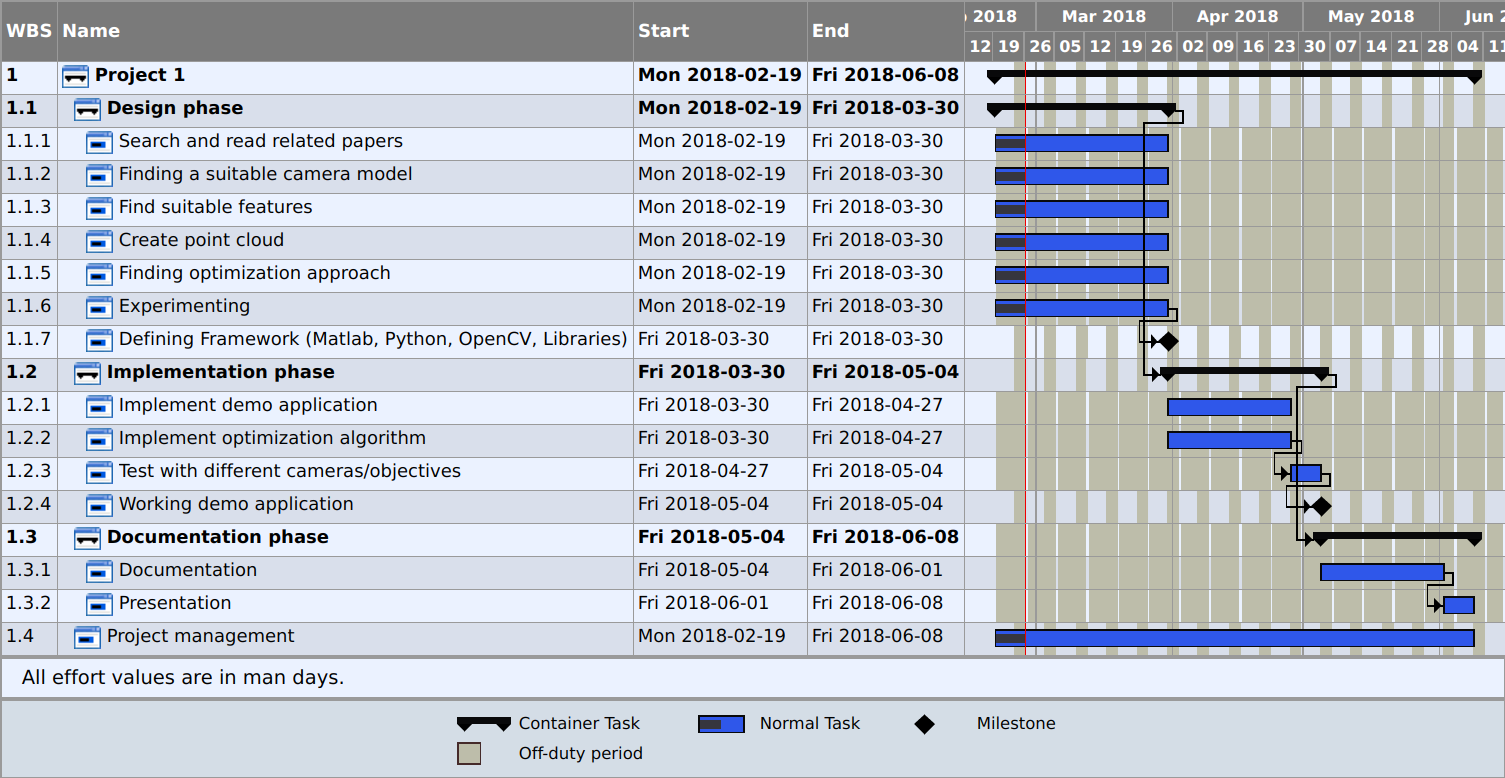 WBS Name Start End 2018 Mar 2018 Apr 2018 May 2018 Jun 2
12 19 26 05 12 19 26 02 09 16 23 30 07 14 21 28 04 11
1 Project 1 Mon 2018-02-19 Fri 2018-06-08
1.1 Design phase Mon 2018-02-19 Fri 2018-03-30
1.1.1 Search and read related papers Mon 2018-02-19 Fri 2018-03-30
1.1.2 Finding a suitable camera model Mon 2018-02-19 Fri 2018-03-30
1.1.3 Find suitable features Mon 2018-02-19 Fri 2018-03-30
1.1.4 Create point cloud Mon 2018-02-19 Fri 2018-03-30
1.1.5 Finding optimization approach Mon 2018-02-19 Fri 2018-03-30
1.1.6 Experimenting Mon 2018-02-19 Fri 2018-03-30
1.1.7 Defining Framework (Matlab, Python, OpenCV, Libraries) Fri 2018-03-30 Fri 2018-03-30
1.2 Implementation phase Fri 2018-03-30 Fri 2018-05-04
1.2.1 Implement demo application Fri 2018-03-30 Fri 2018-04-27
1.2.2 Implement optimization algorithm Fri 2018-03-30 Fri 2018-04-27
1.2.3 Test with different cameras/objectives Fri 2018-04-27 Fri 2018-05-04
1.2.4 Working demo application Fri 2018-05-04 Fri 2018-05-04
1.3 Documentation phase Fri 2018-05-04 Fri 2018-06-08
1.3.1 Documentation Fri 2018-05-04 Fri 2018-06-01
1.3.2 Presentation Fri 2018-06-01 Fri 2018-06-08
1.4 Project management Mon 2018-02-19 Fri 2018-06-08
All effort values are in man days.
Container Task Normal Task Milestone
Off-duty period